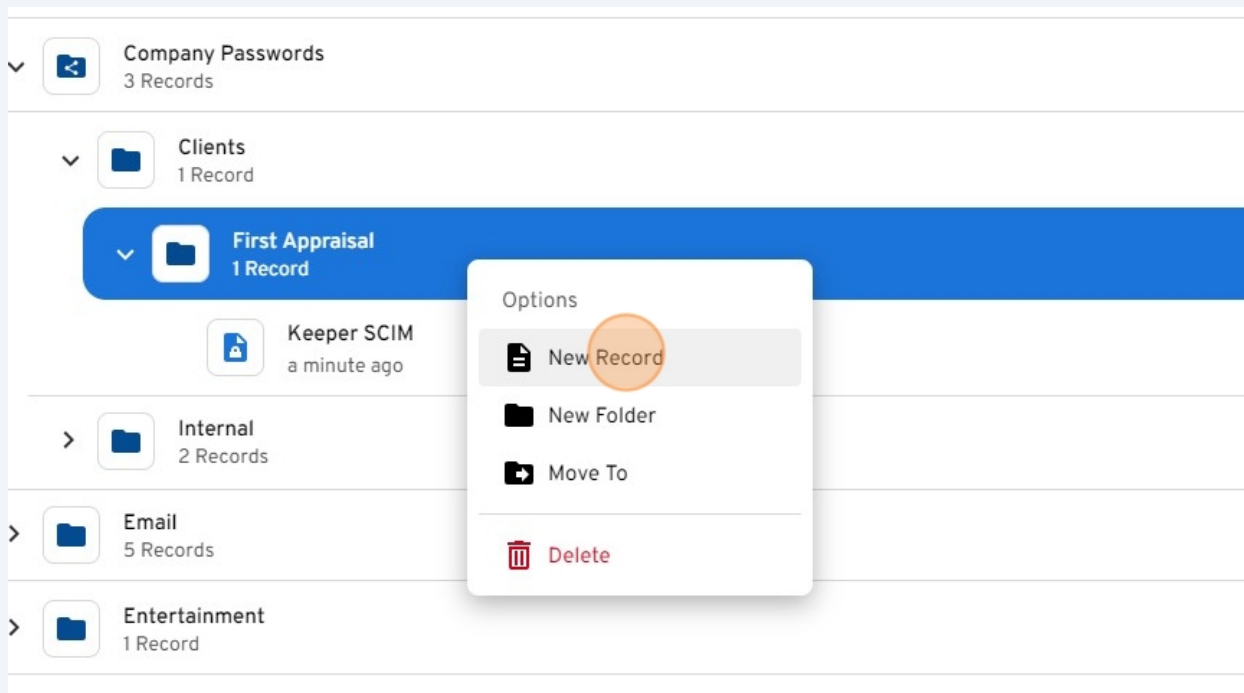 Company Passwords
3 Records
Clients
1 Record
First Appraisal
1 Record
Options
Keeper SCIM
a minute ago
New Record
New Folder
Move To
Delete
Internal
2 Records
Email
5 Records
Entertainment
1 Record